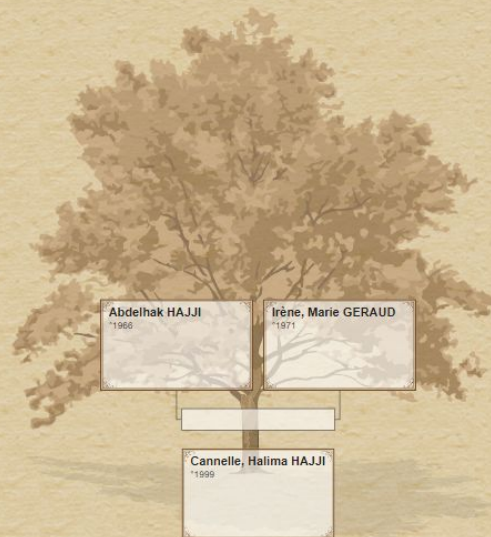 Abdelhak HAJJI
°1966
Irène, Marie GERAUD
°1971
Cannelle, Halima HAJJI
°1999